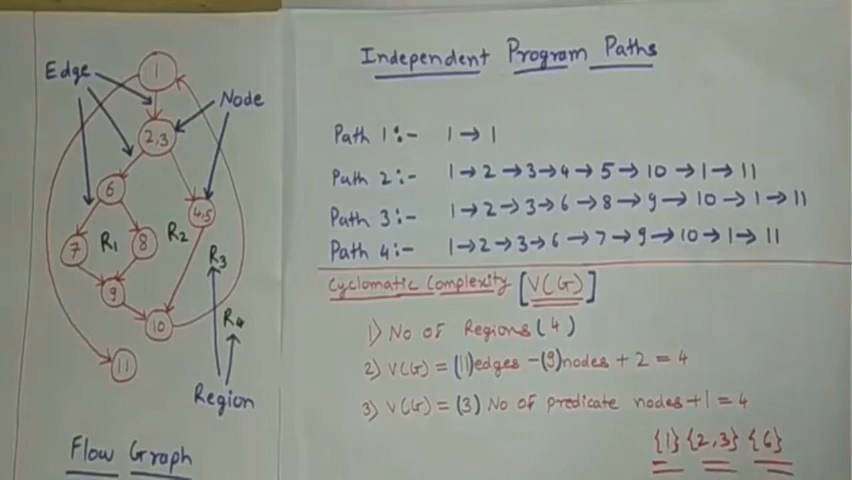 Edge
1
Node
2,3
6
4,5
7
R1
8
R2
R3
9
10
R4
11
Region
Flow Graph
Independent Program Paths
Path 1:- 1→1
Path 2:- 1→2→3→4→5→10→1→11
Path 3:- 1→2→3→6→8→9→10→1→11
Path 4:- 1→2→3→6→7→9→10→1→11
Cyclomatic Complexity [V(G)]
1) No of Regions (4)
2) V(G) = (11)edges -(9)nodes + 2 = 4
3) V(G) = (3) No of predicate nodes+1 = 4
{1} {2,3} {6}